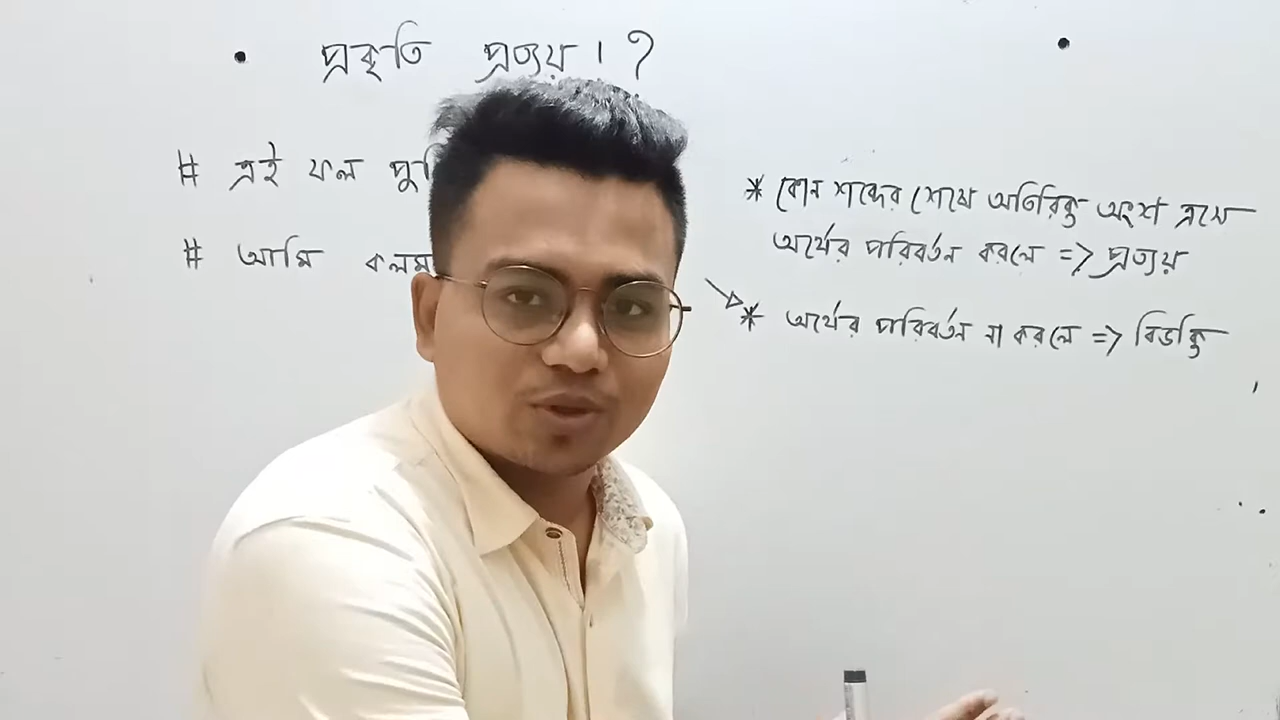 প্রকৃতি প্রত্যয় । ?
# এই ফল
# আমি কলম
* কোন শব্দের শেষে অতিরিক্ত অংশ এসে
অর্থের পরিবর্তন করলে => প্রত্যয়
* অর্থের পরিবর্তন না করলে => বিভক্তি